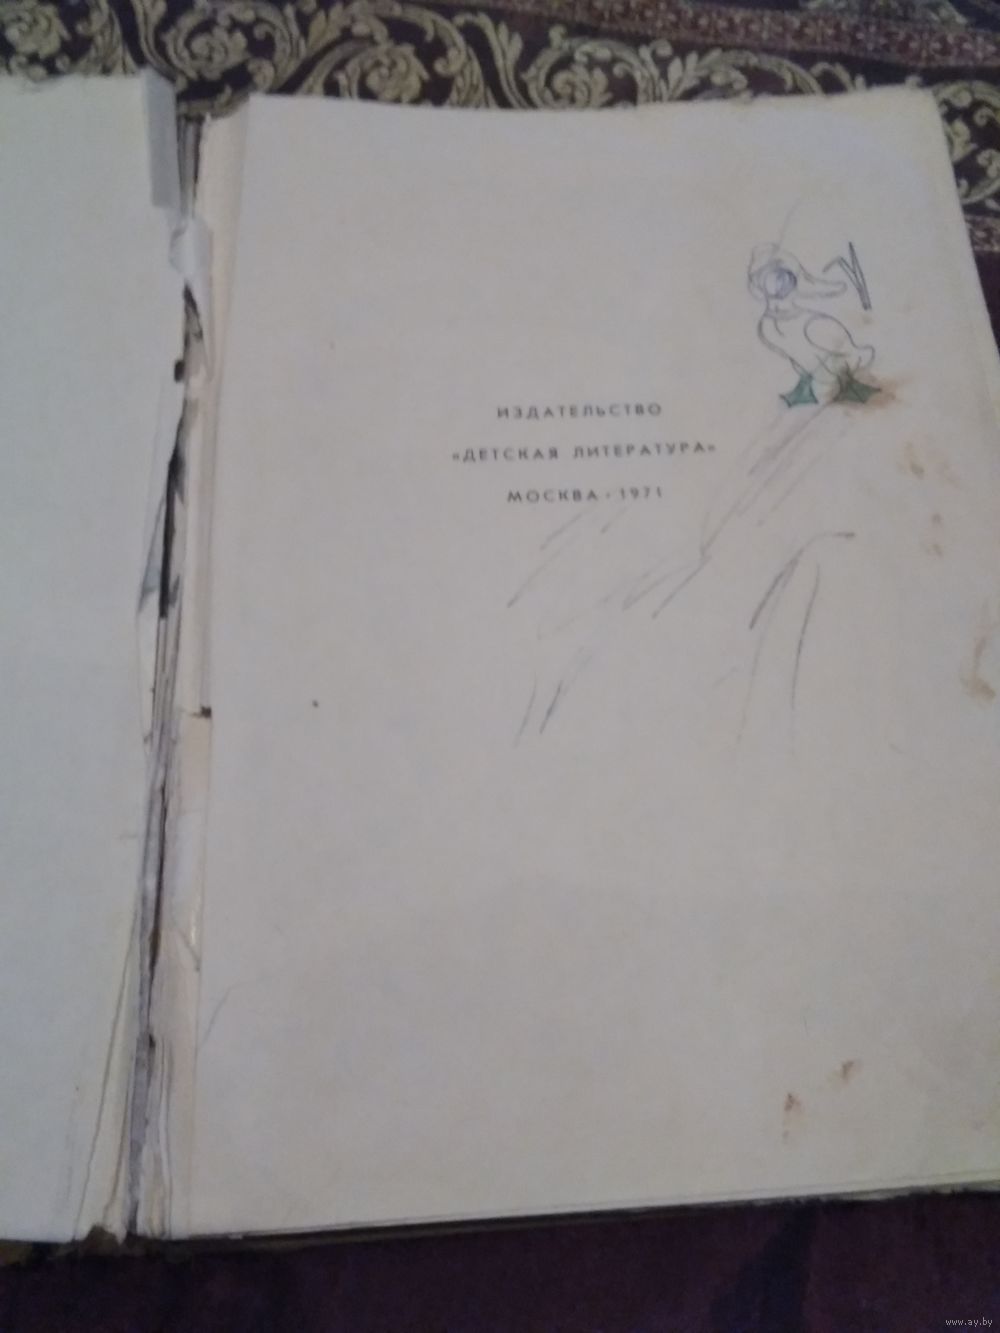 ИЗДАТЕЛЬСТВО
«ДЕТСКАЯ ЛИТЕРАТУРА»
МОСКВА · 1971
www.ay.by